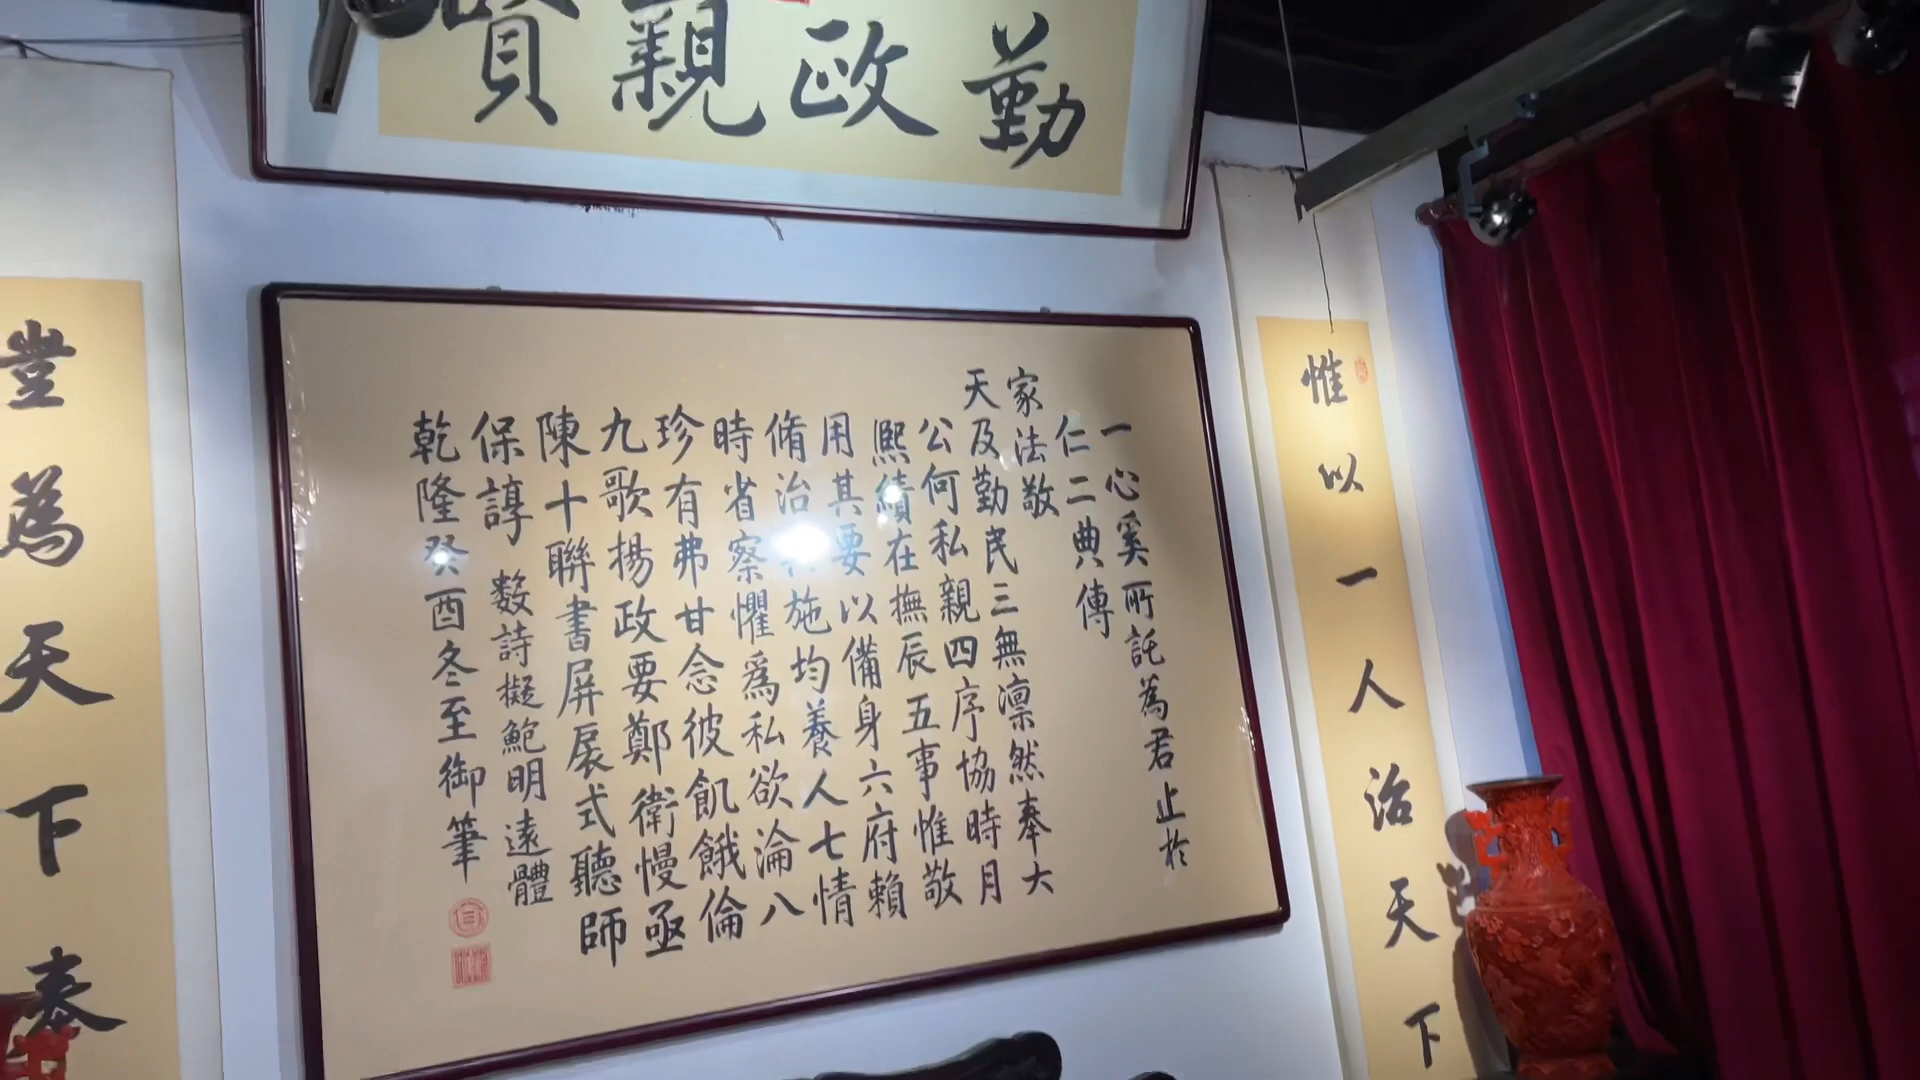 勤政親賢
惟以一人治天下
一心奚所託為君止於
仁二典傳
家法敬
天及勤民三無凜然奉大
公何私親四序協時月
熙績在撫辰五事惟敬
用其要以備身六府賴
脩治施均養人七情
時省察懼爲私欲淪八
珍有弗甘念彼飢餓倫
九歌揚政要鄭衛慢亟
陳十聯書屏扆式聽師
保諄 数詩擬鮑明遠體
乾隆癸酉冬至御筆
豈為天下奉